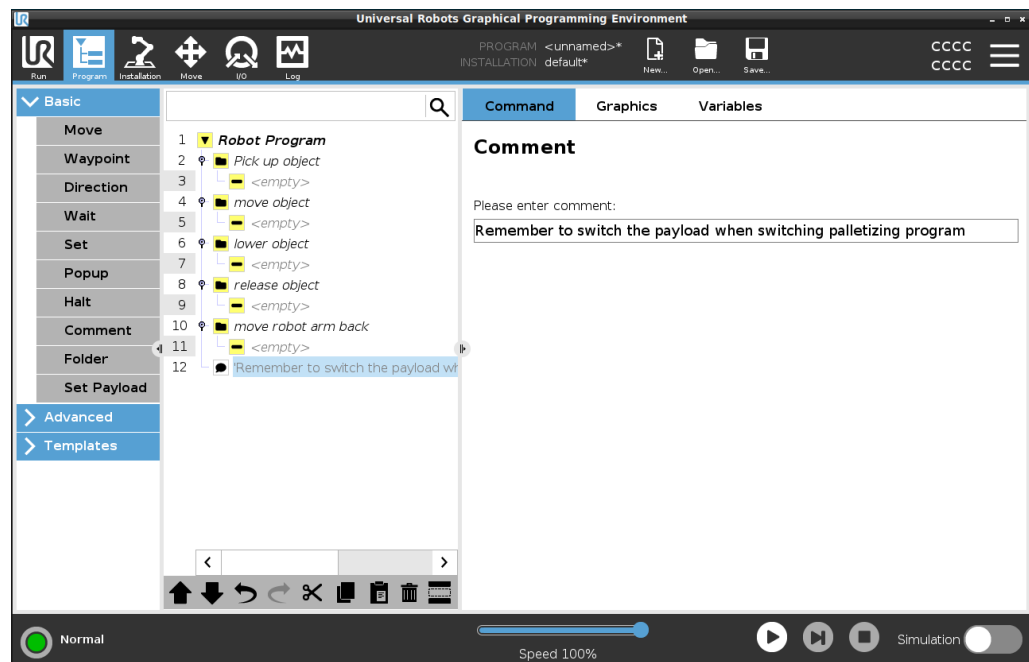 Universal Robots Graphical Programming Environment
UR
Run
Program
Installation
Move
I/O
Log
PROGRAM <unnamed>*
INSTALLATION default*
New...
Open...
Save...
CCCC
CCCC
Basic
Move
Waypoint
Direction
Wait
Set
Popup
Halt
Comment
Folder
Set Payload
Advanced
Templates
1 Robot Program
2 Pick up object
3 <empty>
4 move object
5 <empty>
6 lower object
7 <empty>
8 release object
9 <empty>
10 move robot arm back
11 <empty>
12 'Remember to switch the payload wh
Command Graphics Variables
Comment
Please enter comment:
Remember to switch the payload when switching palletizing program
Normal
Speed 100%
Simulation